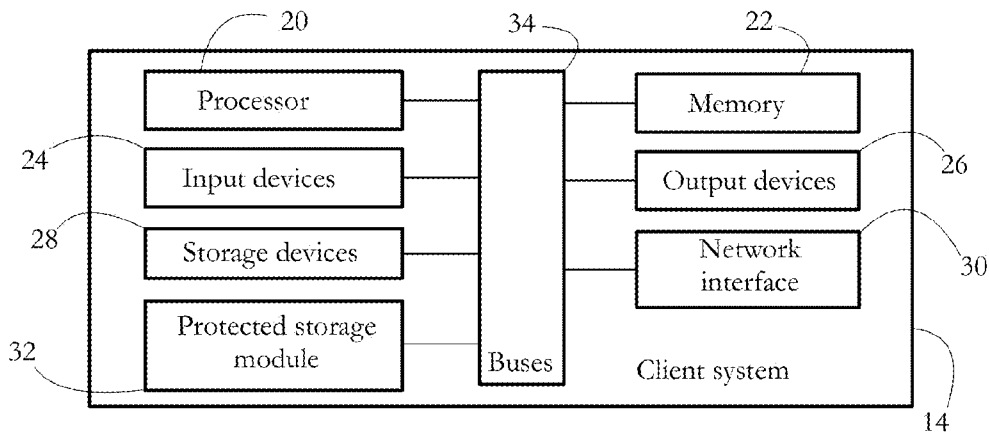 20
34
22
Processor
Memory
24
Input devices
Output devices
26
28
Storage devices
Network
interface
30
Protected storage
module
32
Buses
Client system
14